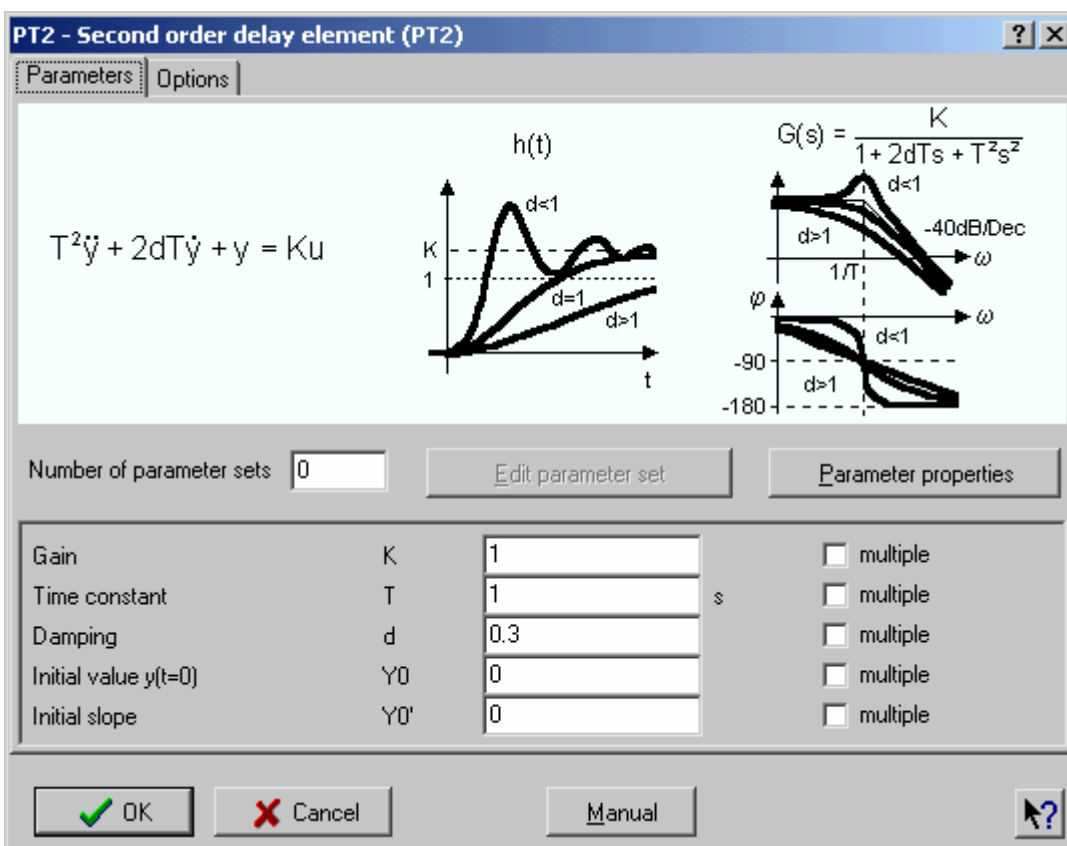 PT2 - Second order delay element (PT2)
Parameters Options
T²ÿ + 2dTẏ + y = Ku
h(t)
K
1
d<1
d=1
d>1
t
G(s) = K / 1 + 2dTs + T²s²
d<1
d>1
-40dB/Dec
1/T
ω
φ
ω
d<1
-90
d>1
-180
Number of parameter sets 0 Edit parameter set Parameter properties
Gain K 1 multiple
Time constant T 1 s multiple
Damping d 0.3 multiple
Initial value y(t=0) Y0 0 multiple
Initial slope Y0' 0 multiple
OK Cancel Manual ?